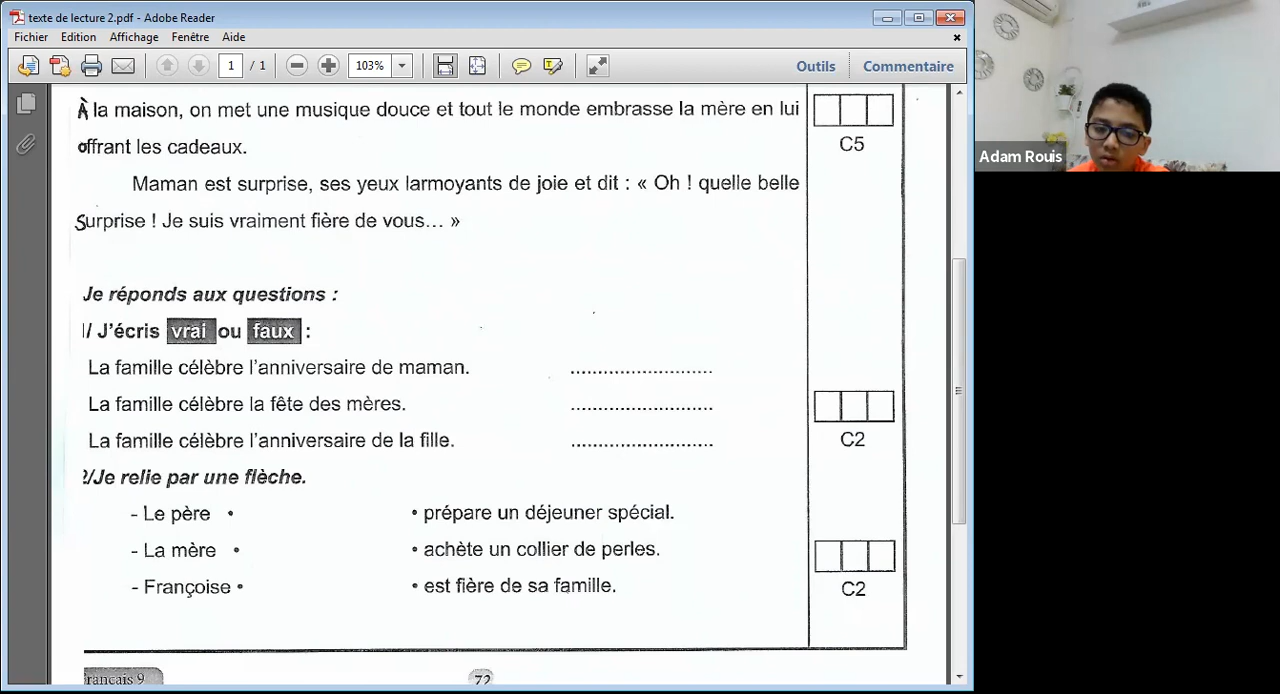 texte de lecture 2.pdf - Adobe Reader
Fichier Edition Affichage Fenêtre Aide
1 / 1 103% Outils Commentaire
À la maison, on met une musique douce et tout le monde embrasse la mère en lui
offrant les cadeaux.
C5
Maman est surprise, ses yeux larmoyants de joie et dit : « Oh ! quelle belle
Surprise ! Je suis vraiment fière de vous... »
Je réponds aux questions :
1/ J'écris vrai ou faux :
La famille célèbre l'anniversaire de maman. ..........................
La famille célèbre la fête des mères. ..........................
La famille célèbre l'anniversaire de la fille. ..........................
C2
2/Je relie par une flèche.
- Le père • • prépare un déjeuner spécial.
- La mère • • achète un collier de perles.
- Françoise • • est fière de sa famille.
C2
Français 9 72
Adam Rouis